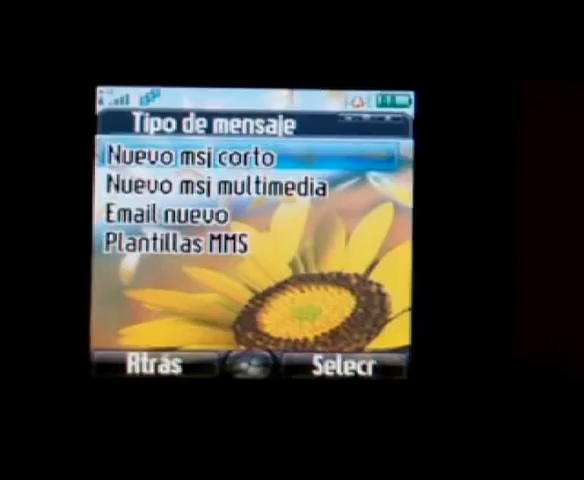 Tipo de mensaje
Nuevo msj corto
Nuevo msj multimedia
Email nuevo
Plantillas MMS
Atrás Selecr